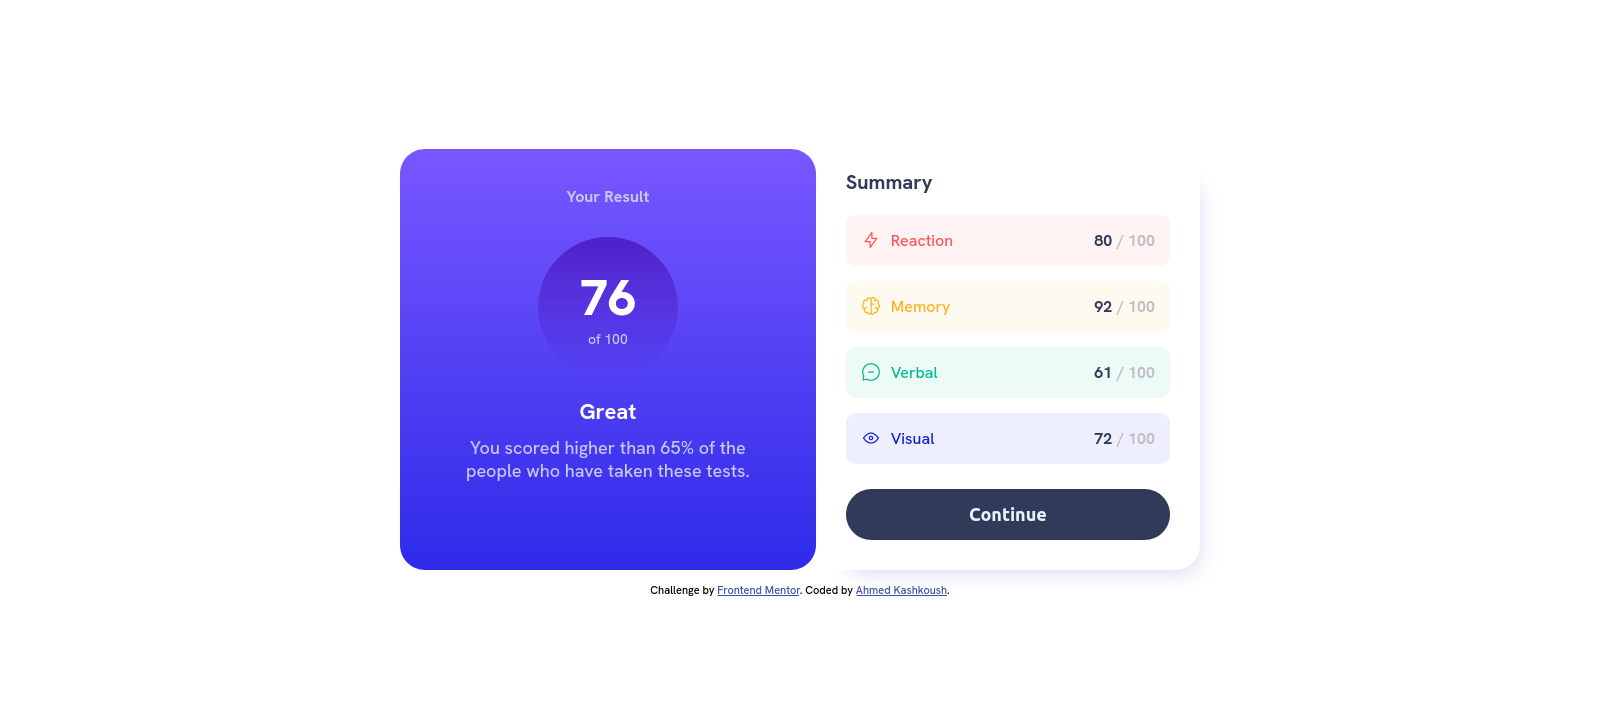 Your Result
76
of 100
Great
You scored higher than 65% of the
people who have taken these tests.
Summary
Reaction 80 / 100
Memory 92 / 100
Verbal 61 / 100
Visual 72 / 100
Continue
Challenge by Frontend Mentor. Coded by Ahmed Kashkoush.